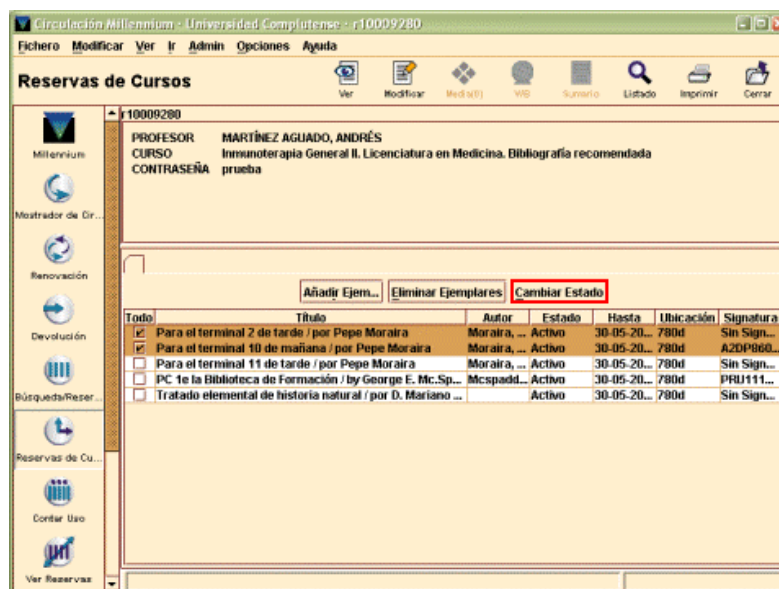 Circulación Millennium - Universidad Complutense - r10009280
Fichero Modificar Ver Ir Admin Opciones Ayuda
Reservas de Cursos
Ver Modificar Media(0) WB Sumario Listado Imprimir Cerrar
r10009280
PROFESOR MARTÍNEZ AGUADO, ANDRÉS
CURSO Inmunoterapia General II. Licenciatura en Medicina. Bibliografía recomendada
CONTRASEÑA prueba
Millennium
Mostrador de Cir...
Renovación
Devolución
Búsqueda/Reser...
Reservas de Cu...
Contar Uso
Ver Reservas
Añadir Ejem... Eliminar Ejemplares Cambiar Estado
Todo Título Autor Estado Hasta Ubicación Signatura
Para el terminal 2 de tarde / por Pepe Moraira Moraira, ... Activo 30-05-20... 780d Sin Sign...
Para el terminal 10 de mañana / por Pepe Moraira Moraira, ... Activo 30-05-20... 780d A2DP860...
Para el terminal 11 de tarde / por Pepe Moraira Moraira, ... Activo 30-05-20... 780d Sin Sign...
PC 1e la Biblioteca de Formación / by George E. Mc.Sp... Mcspadd... Activo 30-05-20... 780d PRU111...
Tratado elemental de historia natural / por D. Mariano ... Activo 30-05-20... 780d Sin Sign...